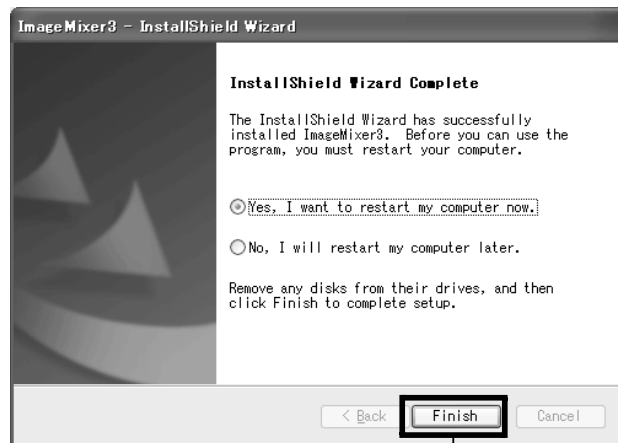 ImageMixer3 - InstallShield Wizard
InstallShield Wizard Complete
The InstallShield Wizard has successfully
installed ImageMixer3. Before you can use the
program, you must restart your computer.
Yes, I want to restart my computer now.
No, I will restart my computer later.
Remove any disks from their drives, and then
click Finish to complete setup.
< Back
Finish
Cancel